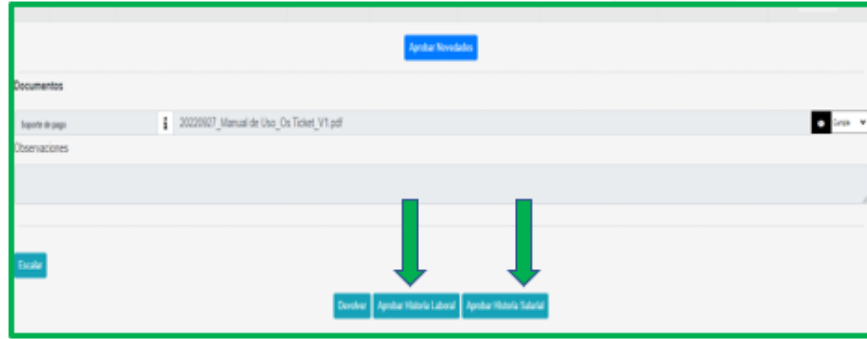 Aprobar Novedades
Documentos
Soporte de pago
20220927_Manual de Uso_Os Ticket_V1.pdf
Cumple
Observaciones
Escalar
Devolver Aprobar Historia Laboral Aprobar Historia Salarial